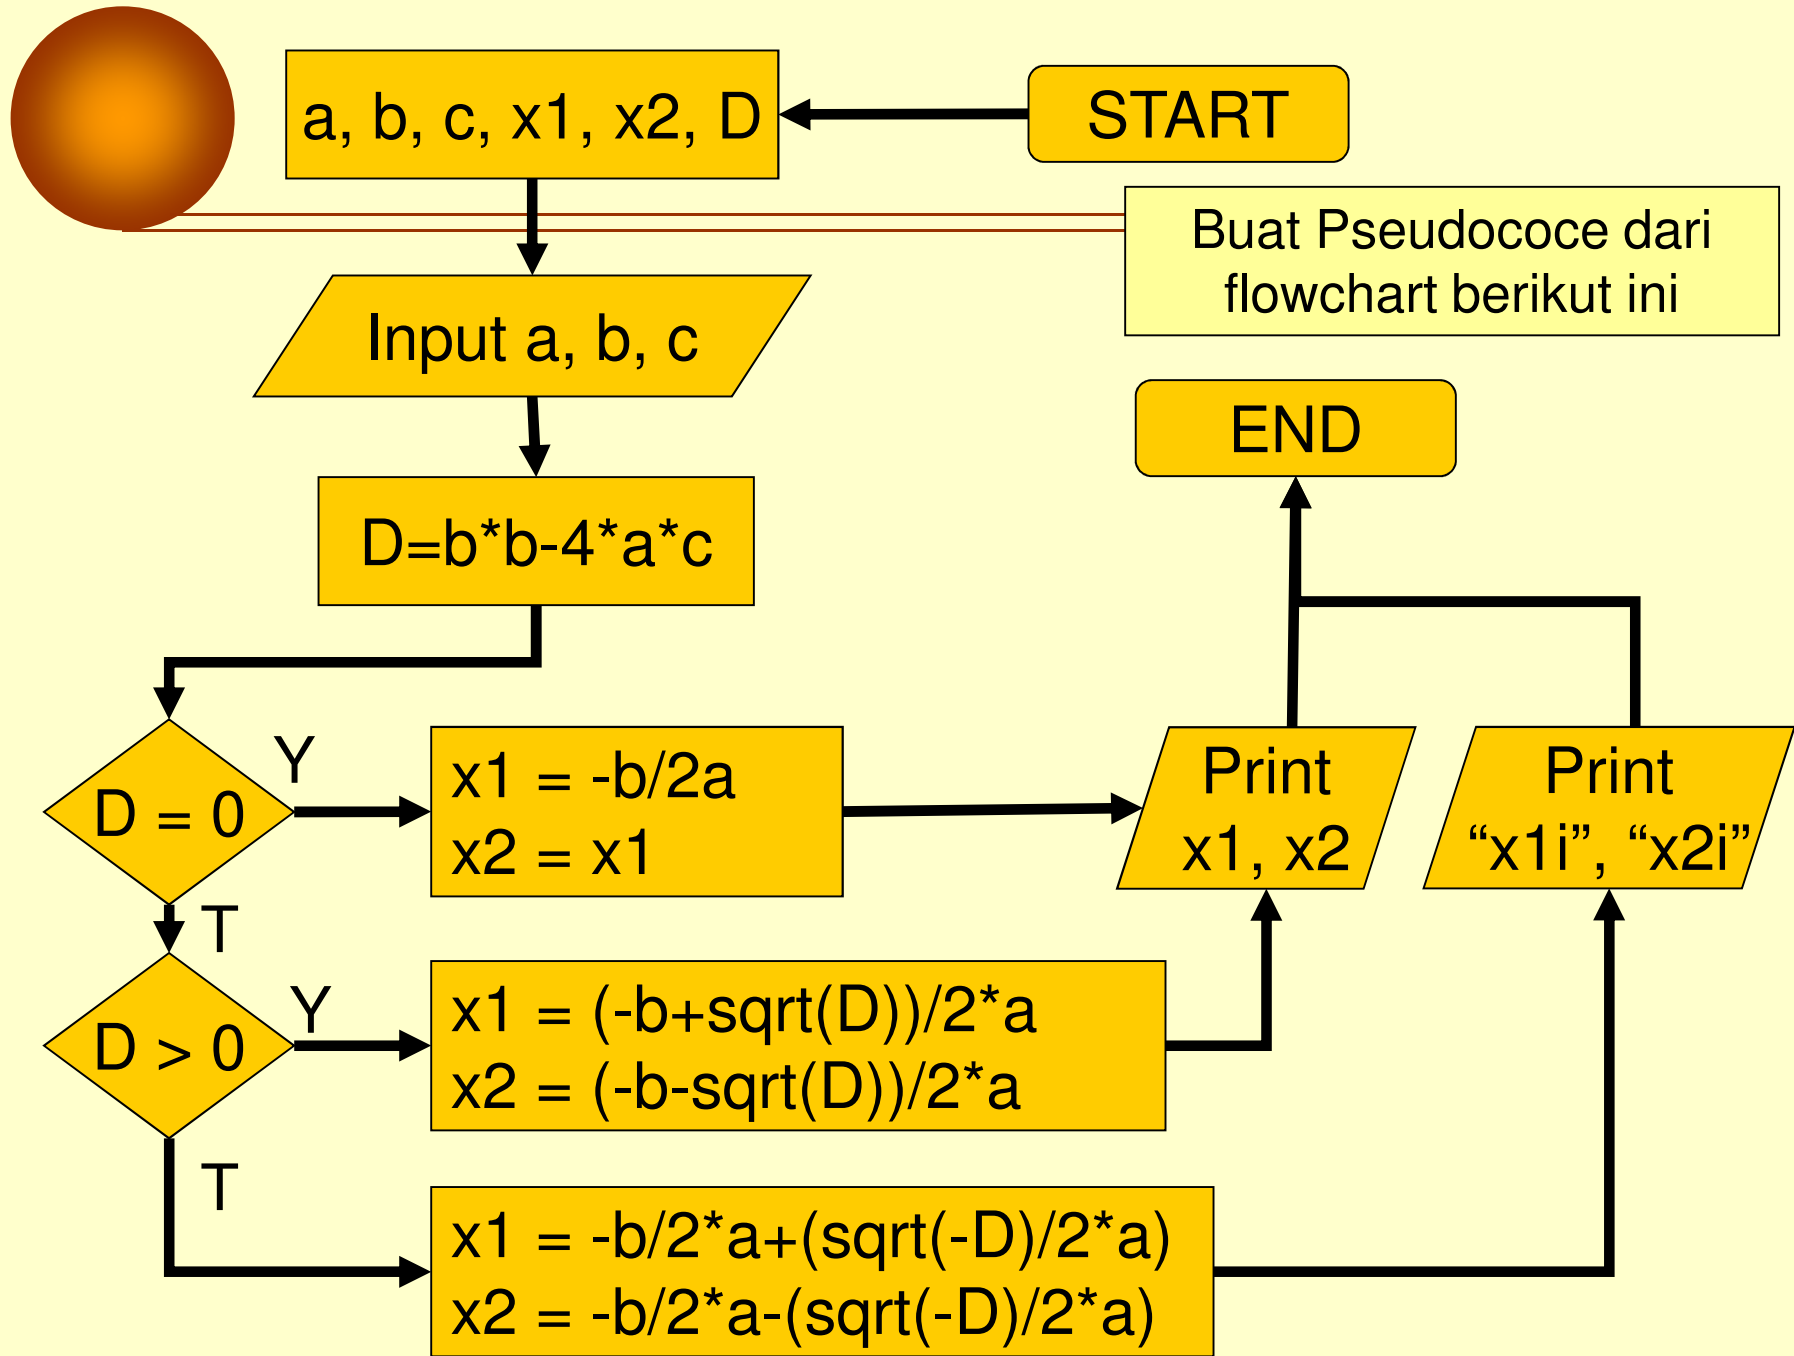 START
a, b, c, x1, x2, D
Buat Pseudococe dari
flowchart berikut ini
Input a, b, c
D=b*b-4*a*c
D = 0
Y
x1 = -b/2a
x2 = x1
T
D > 0
Y
x1 = (-b+sqrt(D))/2*a
x2 = (-b-sqrt(D))/2*a
T
x1 = -b/2*a+(sqrt(-D)/2*a)
x2 = -b/2*a-(sqrt(-D)/2*a)
Print
x1, x2
Print
“x1i”, “x2i”
END